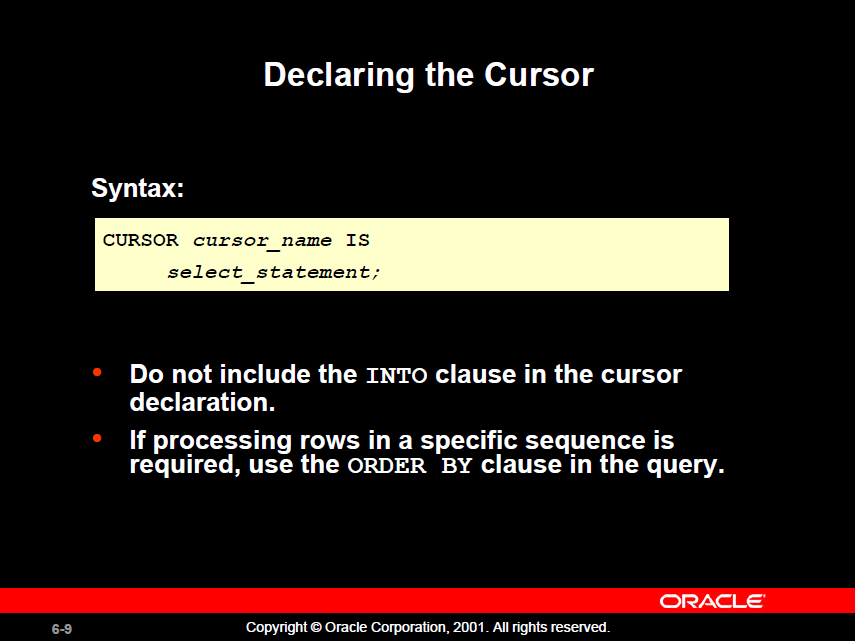 Declaring the Cursor
Syntax:
CURSOR cursor_name IS
select_statement;
• Do not include the INTO clause in the cursor
declaration.
• If processing rows in a specific sequence is
required, use the ORDER BY clause in the query.
ORACLE®
6-9
Copyright © Oracle Corporation, 2001. All rights reserved.